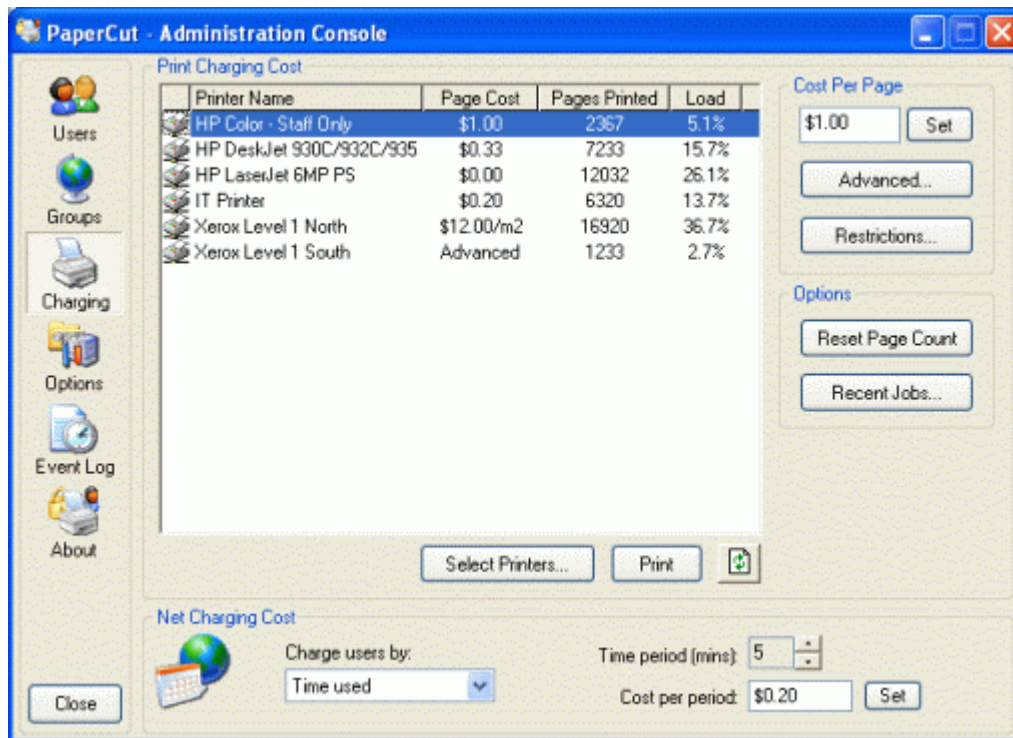 PaperCut - Administration Console
Users
Groups
Charging
Options
Event Log
About
Close
Print Charging Cost
Printer Name Page Cost Pages Printed Load
HP Color - Staff Only $1.00 2367 5.1%
HP DeskJet 930C/932C/935 $0.33 7233 15.7%
HP LaserJet 6MP PS $0.00 12032 26.1%
IT Printer $0.20 6320 13.7%
Xerox Level 1 North $12.00/m2 16920 36.7%
Xerox Level 1 South Advanced 1233 2.7%
Select Printers... Print
Cost Per Page
$1.00 Set
Advanced...
Restrictions...
Options
Reset Page Count
Recent Jobs...
Net Charging Cost
Charge users by:
Time used
Time period (mins): 5
Cost per period: $0.20 Set